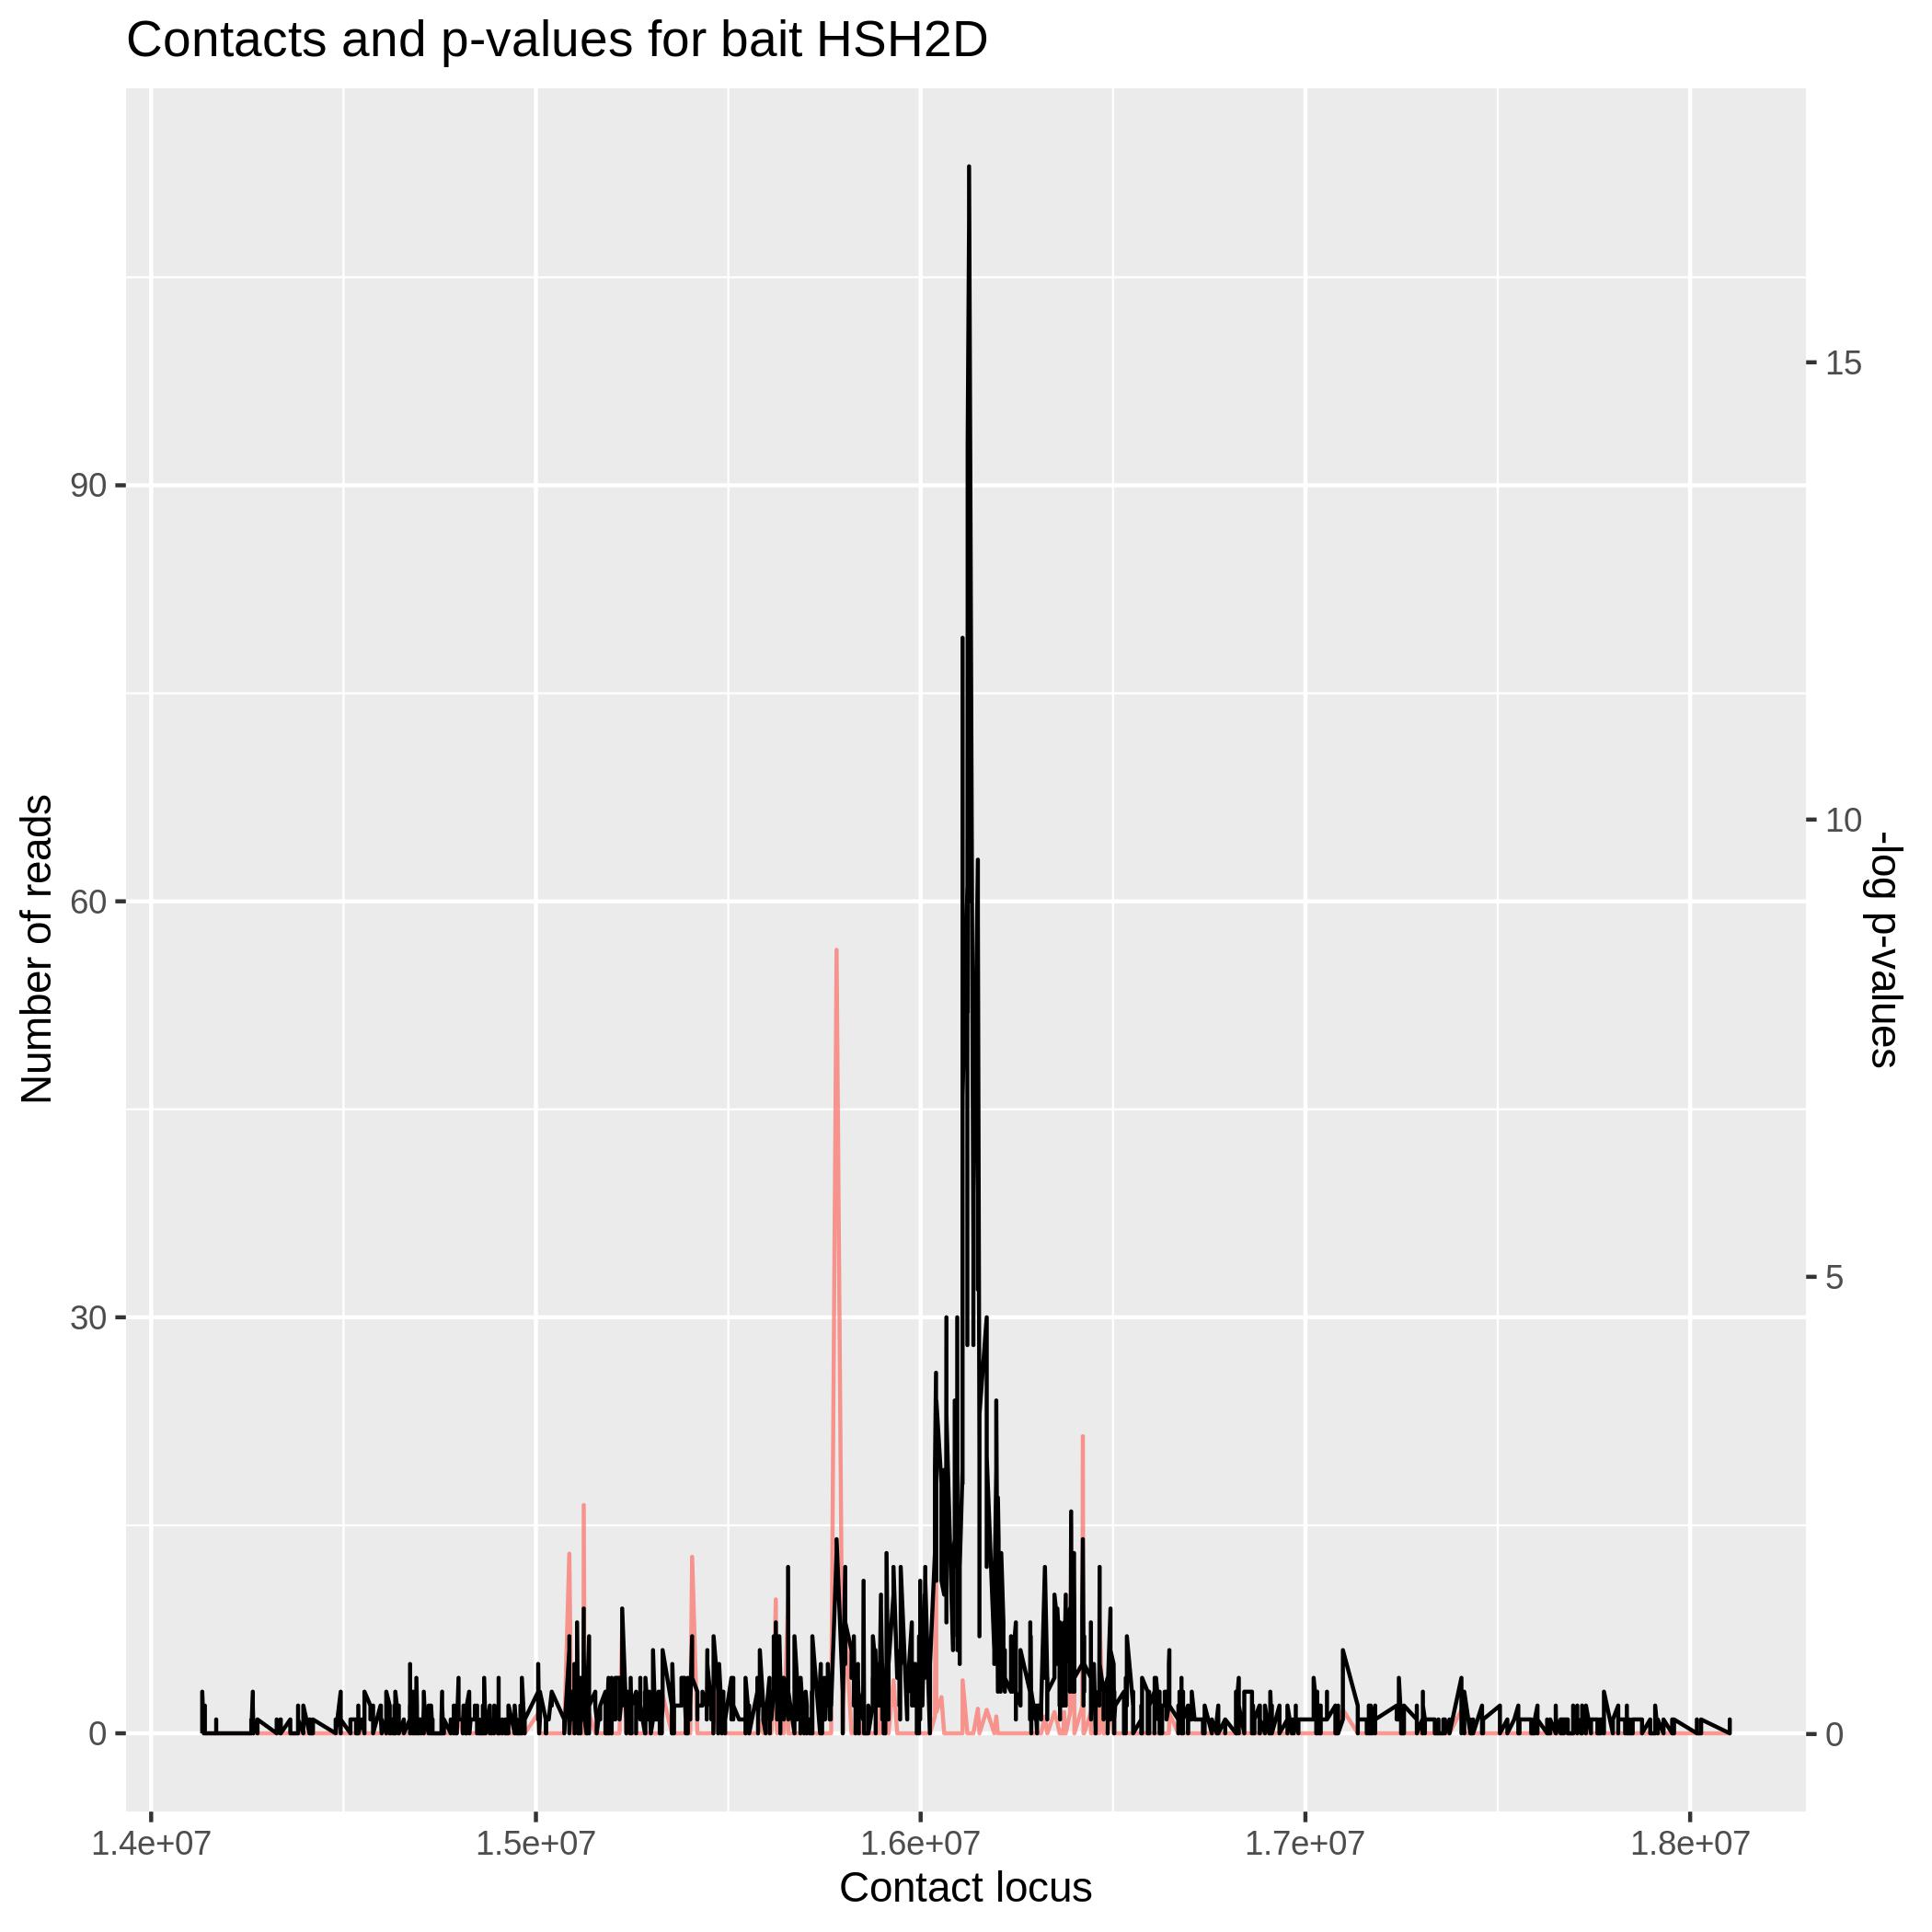 Contacts and p-values for bait HSH2D
Number of reads
90
60
30
0
15
10
5
0
-log p-values
1.4e+07 1.5e+07 1.6e+07 1.7e+07 1.8e+07
Contact locus